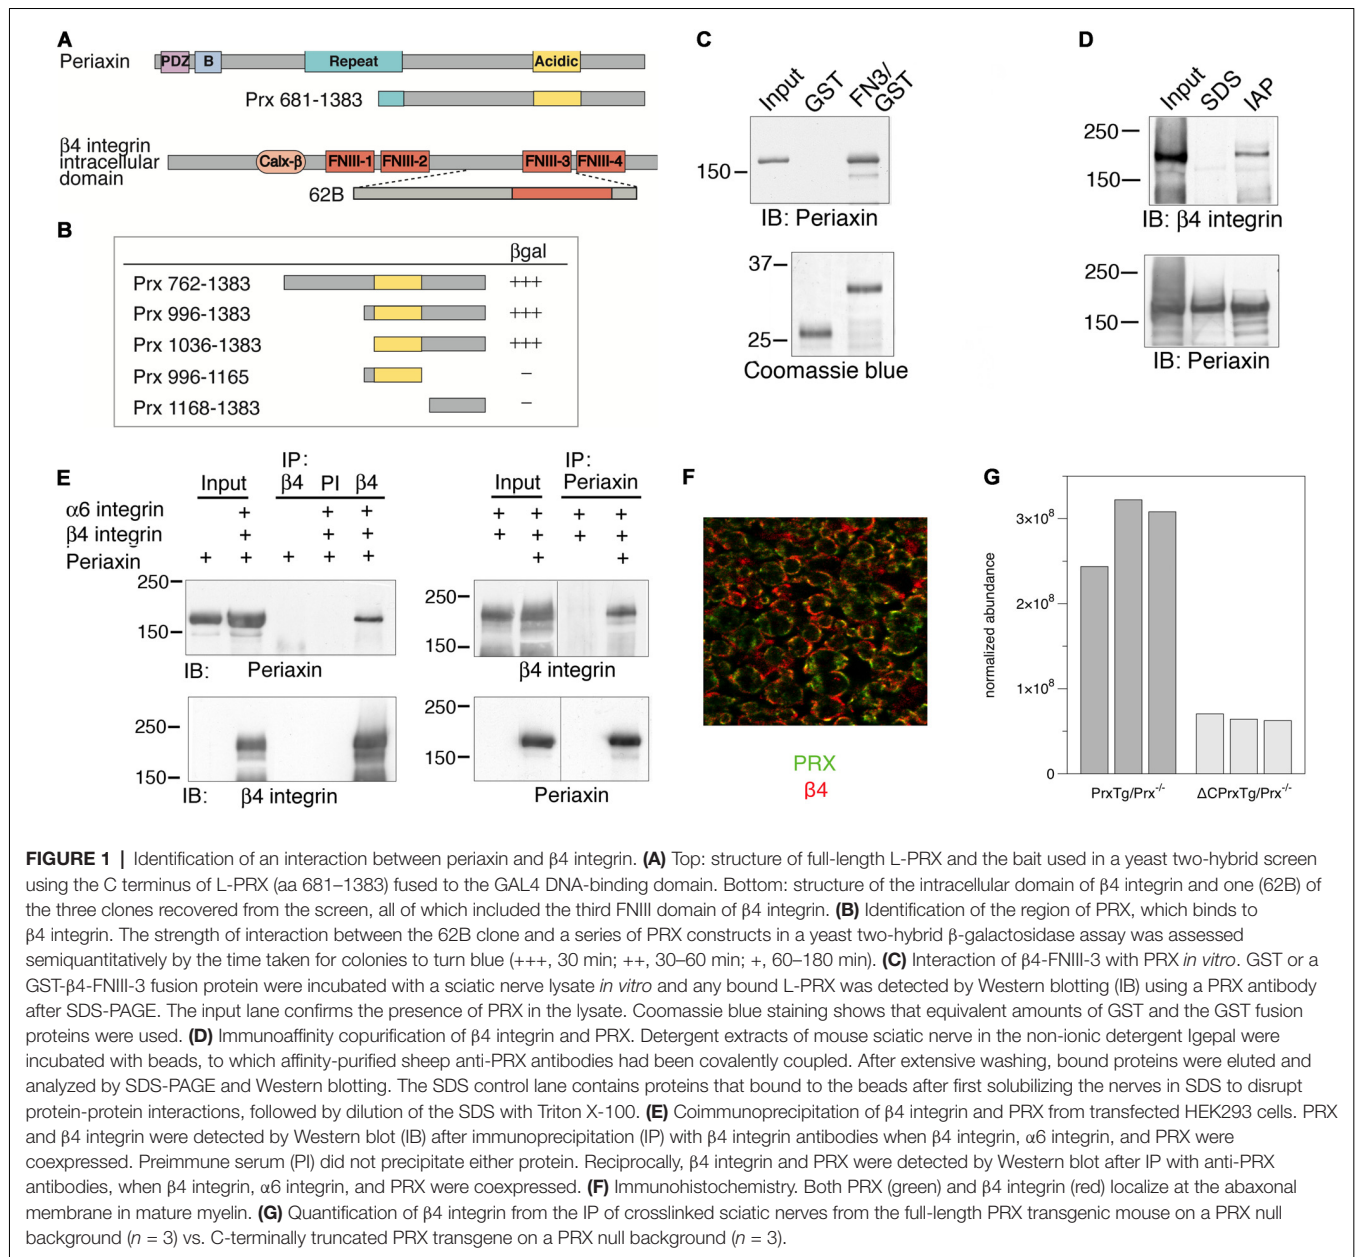 A
Periaxin
PDZ B Repeat Acidic
Prx 681-1383
β4 integrin
intracellular
domain
Calx-β FNIII-1 FNIII-2 FNIII-3 FNIII-4
62B
B
βgal
Prx 762-1383 +++
Prx 996-1383 +++
Prx 1036-1383 +++
Prx 996-1165 −
Prx 1168-1383 −
C
Input GST FN3/GST
150
IB: Periaxin
37
25
Coomassie blue
D
Input SDS IAP
250
150
IB: β4 integrin
250
150
IB: Periaxin
E
IP:
Input β4 PI β4
α6 integrin + + +
β4 integrin + + +
Periaxin + + + + +
250
150
IB: Periaxin
250
150
IB: β4 integrin
IP:
Input Periaxin
+ + + +
+ + + +
+ +
250
150
β4 integrin
250
150
Periaxin
F
PRX
β4
G
normalized abundance
3×10⁸
2×10⁸
1×10⁸
0
PrxTg/Prx⁻/⁻ ΔCPrxTg/Prx⁻/⁻
FIGURE 1 | Identification of an interaction between periaxin and β4 integrin. (A) Top: structure of full-length L-PRX and the bait used in a yeast two-hybrid screen
using the C terminus of L-PRX (aa 681–1383) fused to the GAL4 DNA-binding domain. Bottom: structure of the intracellular domain of β4 integrin and one (62B) of
the three clones recovered from the screen, all of which included the third FNIII domain of β4 integrin. (B) Identification of the region of PRX, which binds to
β4 integrin. The strength of interaction between the 62B clone and a series of PRX constructs in a yeast two-hybrid β-galactosidase assay was assessed
semiquantitatively by the time taken for colonies to turn blue (+++, 30 min; ++, 30–60 min; +, 60–180 min). (C) Interaction of β4-FNIII-3 with PRX in vitro. GST or a
GST-β4-FNIII-3 fusion protein were incubated with a sciatic nerve lysate in vitro and any bound L-PRX was detected by Western blotting (IB) using a PRX antibody
after SDS-PAGE. The input lane confirms the presence of PRX in the lysate. Coomassie blue staining shows that equivalent amounts of GST and the GST fusion
proteins were used. (D) Immunoaffinity copurification of β4 integrin and PRX. Detergent extracts of mouse sciatic nerve in the non-ionic detergent Igepal were
incubated with beads, to which affinity-purified sheep anti-PRX antibodies had been covalently coupled. After extensive washing, bound proteins were eluted and
analyzed by SDS-PAGE and Western blotting. The SDS control lane contains proteins that bound to the beads after first solubilizing the nerves in SDS to disrupt
protein-protein interactions, followed by dilution of the SDS with Triton X-100. (E) Coimmunoprecipitation of β4 integrin and PRX from transfected HEK293 cells. PRX
and β4 integrin were detected by Western blot (IB) after immunoprecipitation (IP) with β4 integrin antibodies when β4 integrin, α6 integrin, and PRX were
coexpressed. Preimmune serum (PI) did not precipitate either protein. Reciprocally, β4 integrin and PRX were detected by Western blot after IP with anti-PRX
antibodies, when β4 integrin, α6 integrin, and PRX were coexpressed. (F) Immunohistochemistry. Both PRX (green) and β4 integrin (red) localize at the abaxonal
membrane in mature myelin. (G) Quantification of β4 integrin from the IP of crosslinked sciatic nerves from the full-length PRX transgenic mouse on a PRX null
background (n = 3) vs. C-terminally truncated PRX transgene on a PRX null background (n = 3).